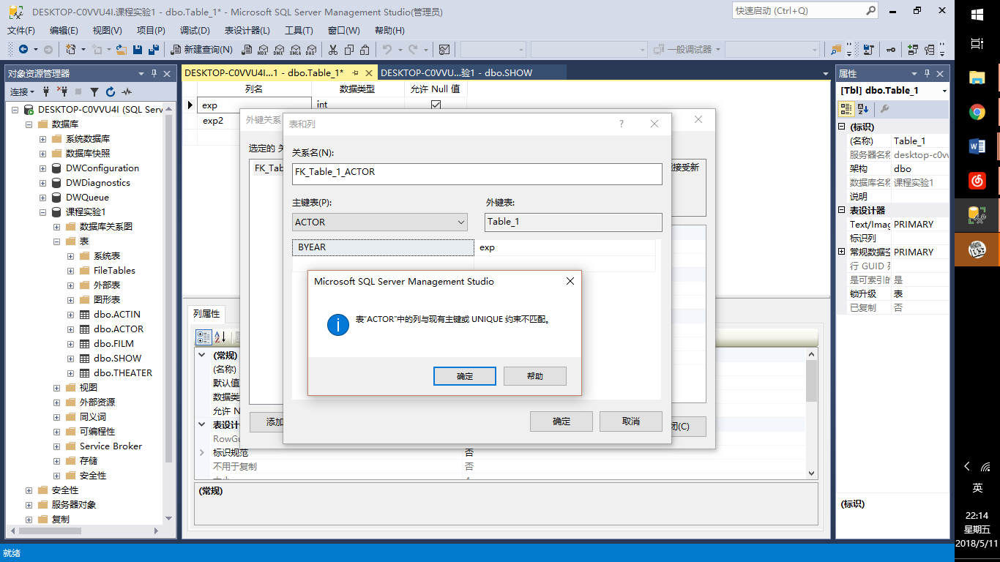 DESKTOP-C0VVU4I.课程实验1 - dbo.Table_1* - Microsoft SQL Server Management Studio(管理员)
快速启动 (Ctrl+Q)
文件(F) 编辑(E) 视图(V) 项目(P) 调试(D) 表设计器(L) 工具(T) 窗口(W) 帮助(H)
新建查询(N)
MDX DMX XMLA DAX
一般调试器
对象资源管理器
连接
DESKTOP-C0VVU4I (SQL Serv
数据库
系统数据库
数据库快照
DWConfiguration
DWDiagnostics
DWQueue
课程实验1
数据库关系图
表
系统表
FileTables
外部表
图形表
dbo.ACTIN
dbo.ACTOR
dbo.FILM
dbo.SHOW
dbo.THEATER
视图
外部资源
同义词
可编程性
Service Broker
存储
安全性
安全性
服务器对象
复制
DESKTOP-C0VVU4I...1 - dbo.Table_1*
DESKTOP-C0VVU...验1 - dbo.SHOW
列名 数据类型 允许 Null 值
exp int
exp2
外键关系
选定的 关
FK_Tab
接受新
添加
闭(C)
表和列
?
关系名(N):
FK_Table_1_ACTOR
主键表(P): 外键表:
ACTOR Table_1
BYEAR exp
Microsoft SQL Server Management Studio
表"ACTOR"中的列与现有主键或 UNIQUE 约束不匹配。
确定 帮助
确定 取消
列属性
(常规)
(名称)
默认值
数据类
允许 N
表设计
RowGu
标识规范 否
不用于复制 否
(常规)
属性
[Tbl] dbo.Table_1
(标识)
(名称) Table_1
服务器名称 desktop-c0vv
架构 dbo
数据库名称 课程实验1
说明
表设计器
Text/Imag PRIMARY
标识列
常规数据空 PRIMARY
行 GUID 列
是可索引的 是
锁升级 表
已复制 否
(标识)
就绪
英
22:14
星期五
2018/5/11